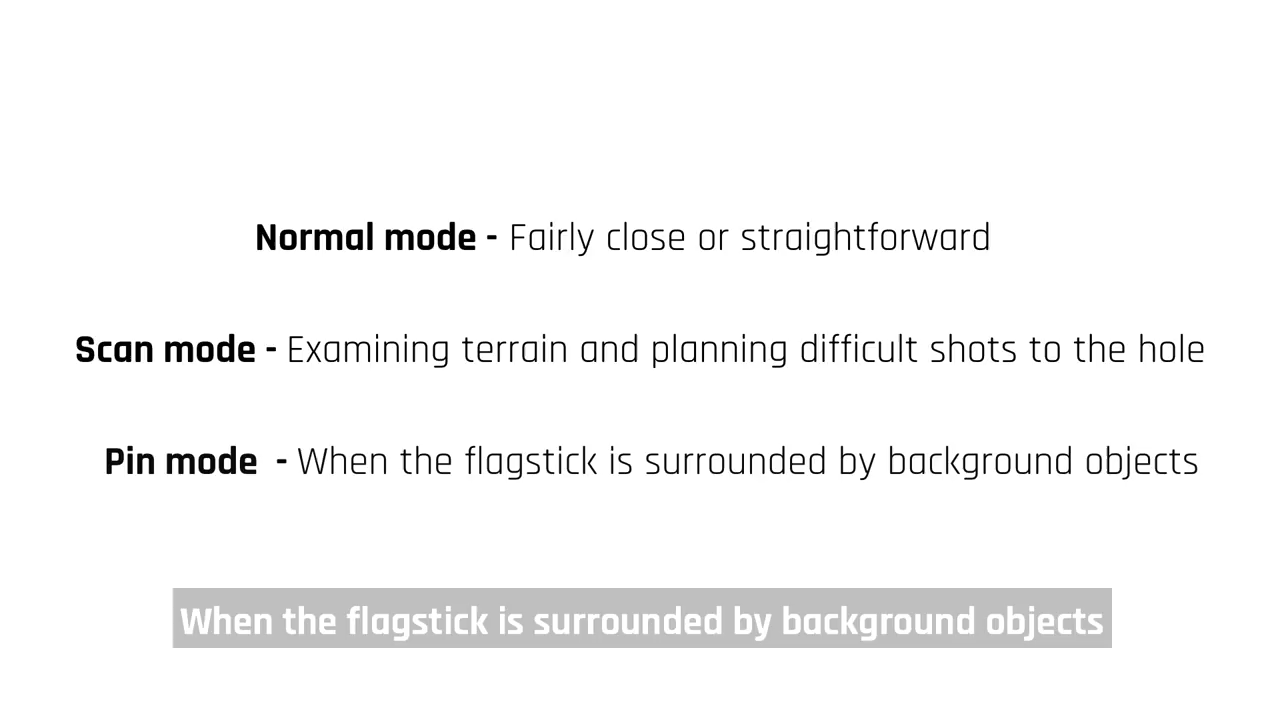 Normal mode - Fairly close or straightforward
Scan mode - Examining terrain and planning difficult shots to the hole
Pin mode - When the flagstick is surrounded by background objects
When the flagstick is surrounded by background objects